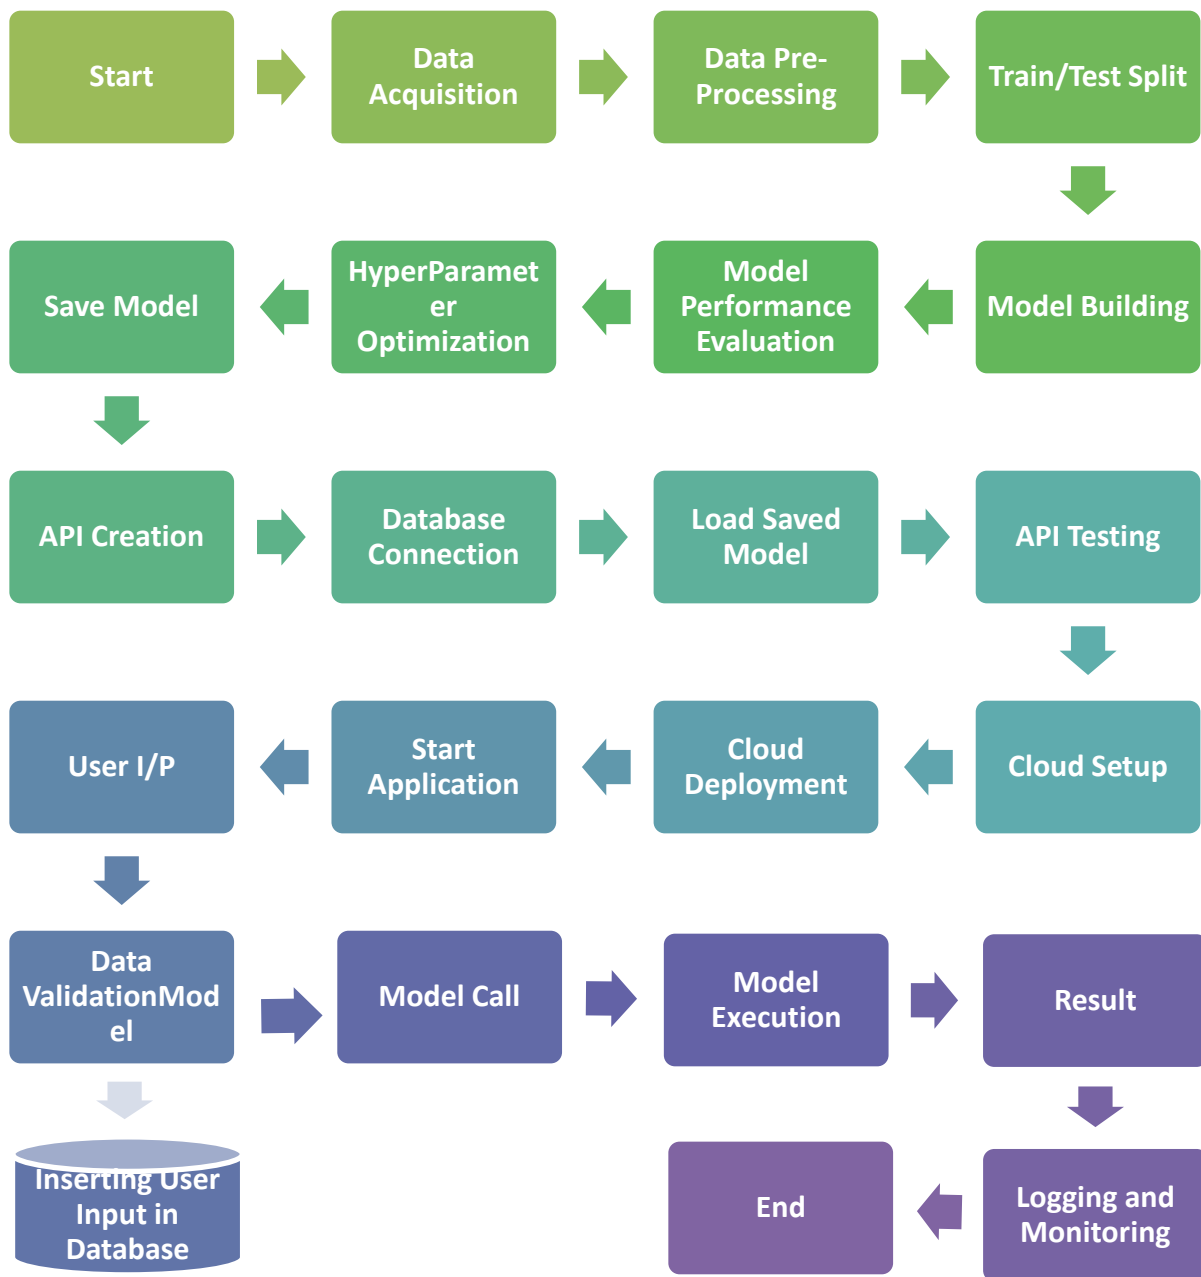 Start
Data
Acquisition
Data Pre-
Processing
Train/Test Split
Save Model
HyperParamet
er
Optimization
Model
Performance
Evaluation
Model Building
API Creation
Database
Connection
Load Saved
Model
API Testing
User I/P
Start
Application
Cloud
Deployment
Cloud Setup
Data
ValidationMod
el
Model Call
Model
Execution
Result
Inserting User
Input in
Database
End
Logging and
Monitoring